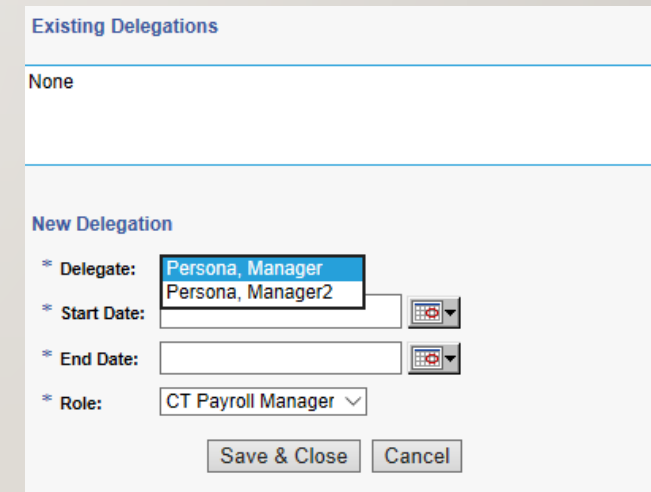 Existing Delegations
None
New Delegation
* Delegate: Persona, Manager
Persona, Manager2
* Start Date:
* End Date:
* Role: CT Payroll Manager
Save & Close Cancel